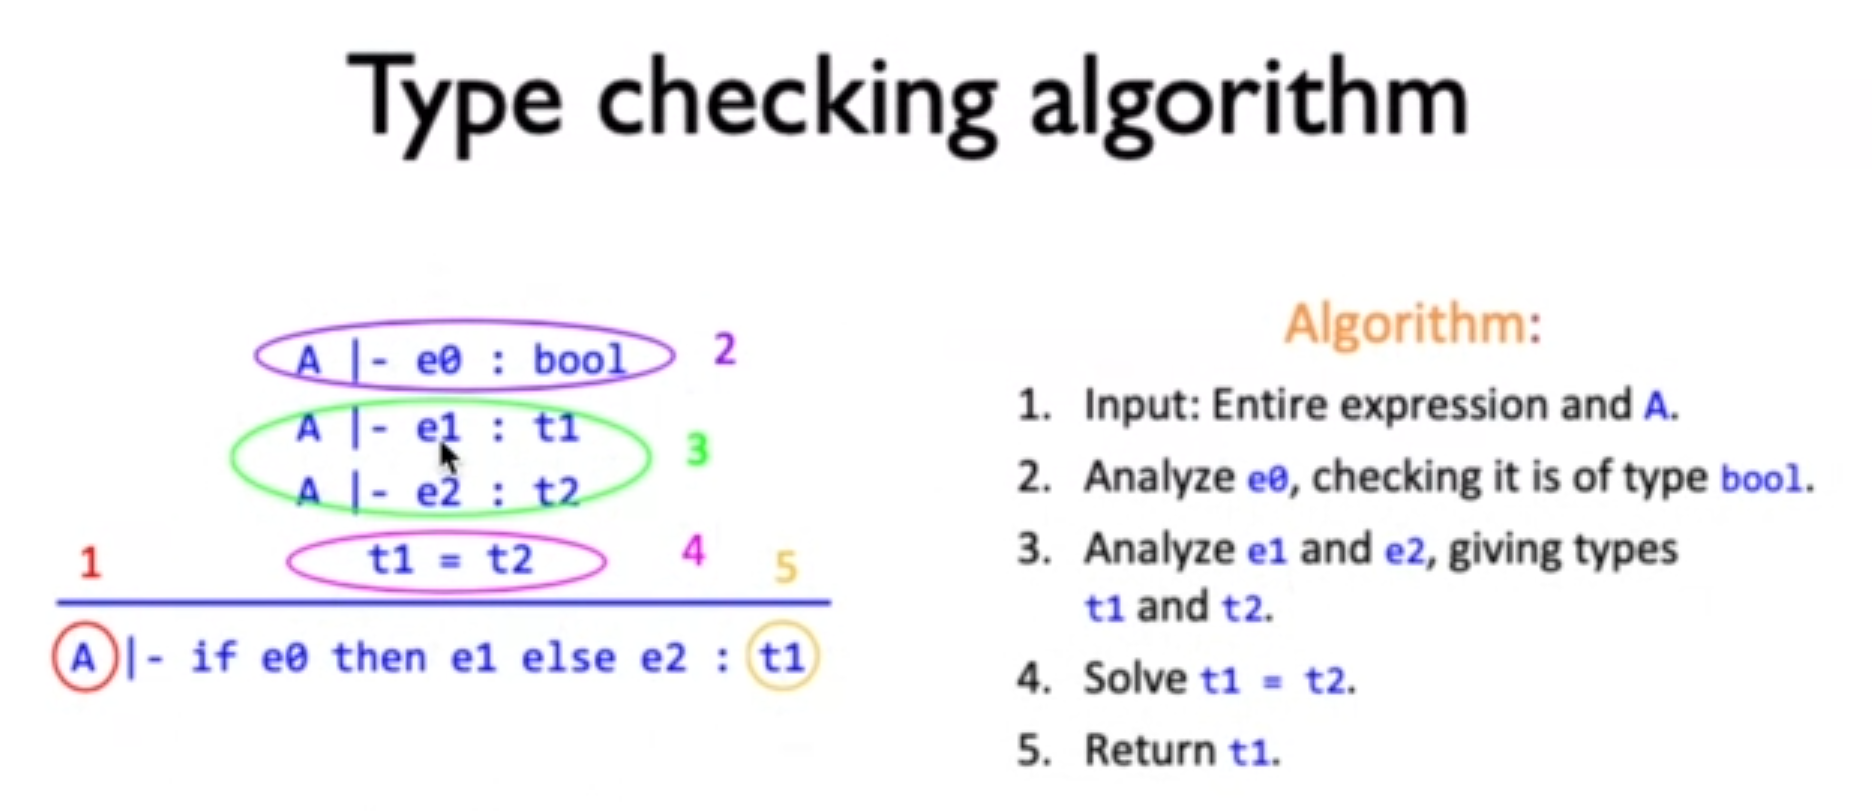 Type checking algorithm
A |- e0 : bool 2
A |- e1 : t1
3
A |- e2 : t2
1 t1 = t2 4 5
A |- if e0 then e1 else e2 : t1
Algorithm:
1. Input: Entire expression and A.
2. Analyze e0, checking it is of type bool.
3. Analyze e1 and e2, giving types
t1 and t2.
4. Solve t1 = t2.
5. Return t1.